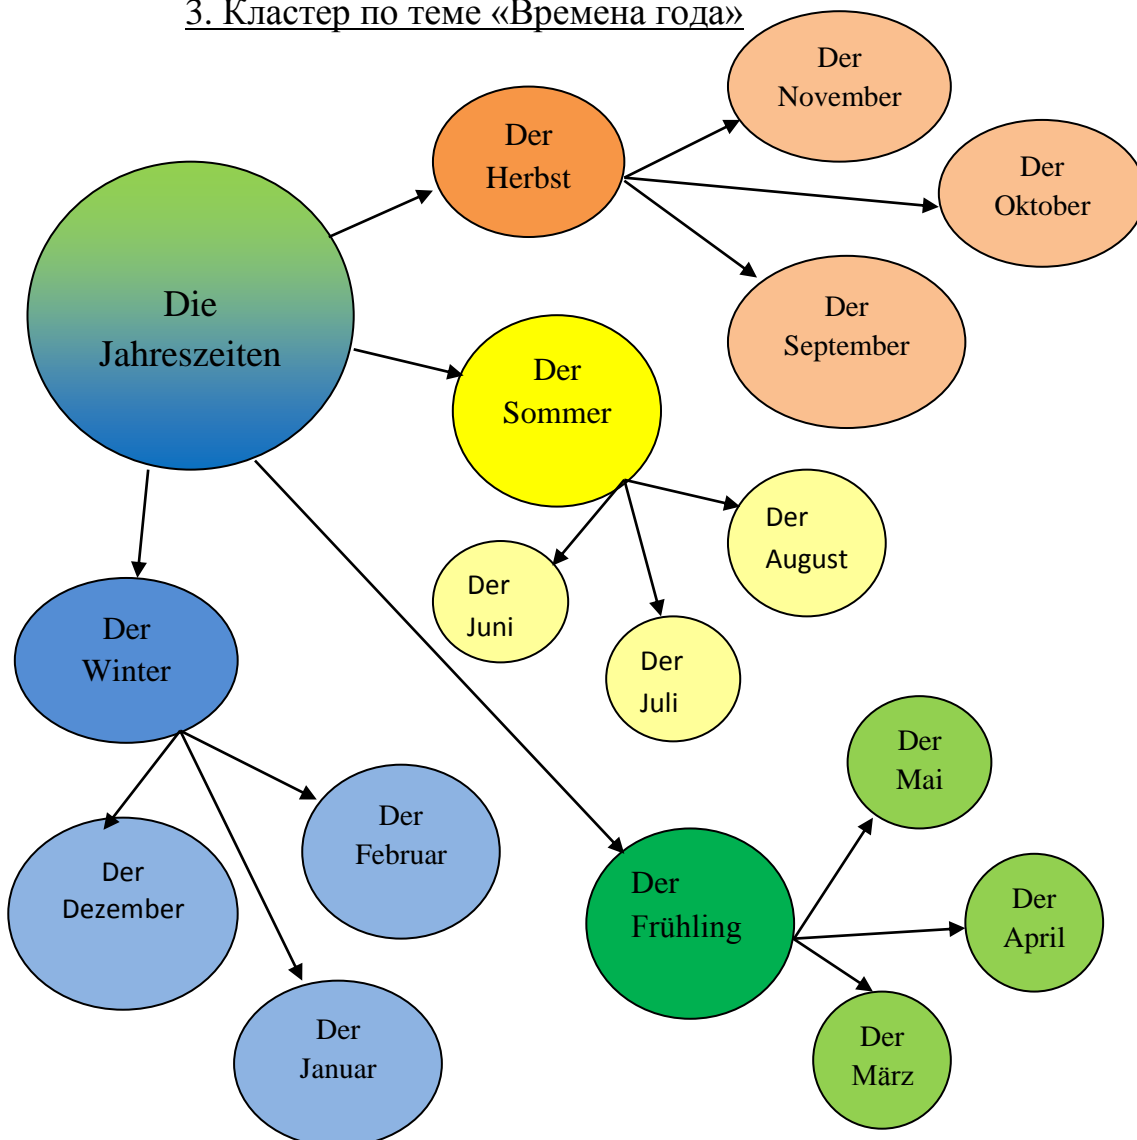 3. Кластер по теме «Времена года»
Der
November
Der
Herbst
Der
Oktober
Die
Jahreszeiten
Der
September
Der
Sommer
Der
August
Der
Juni
Der
Juli
Der
Winter
Der
Mai
Der
Februar
Der
Dezember
Der
Frühling
Der
April
Der
Januar
Der
März